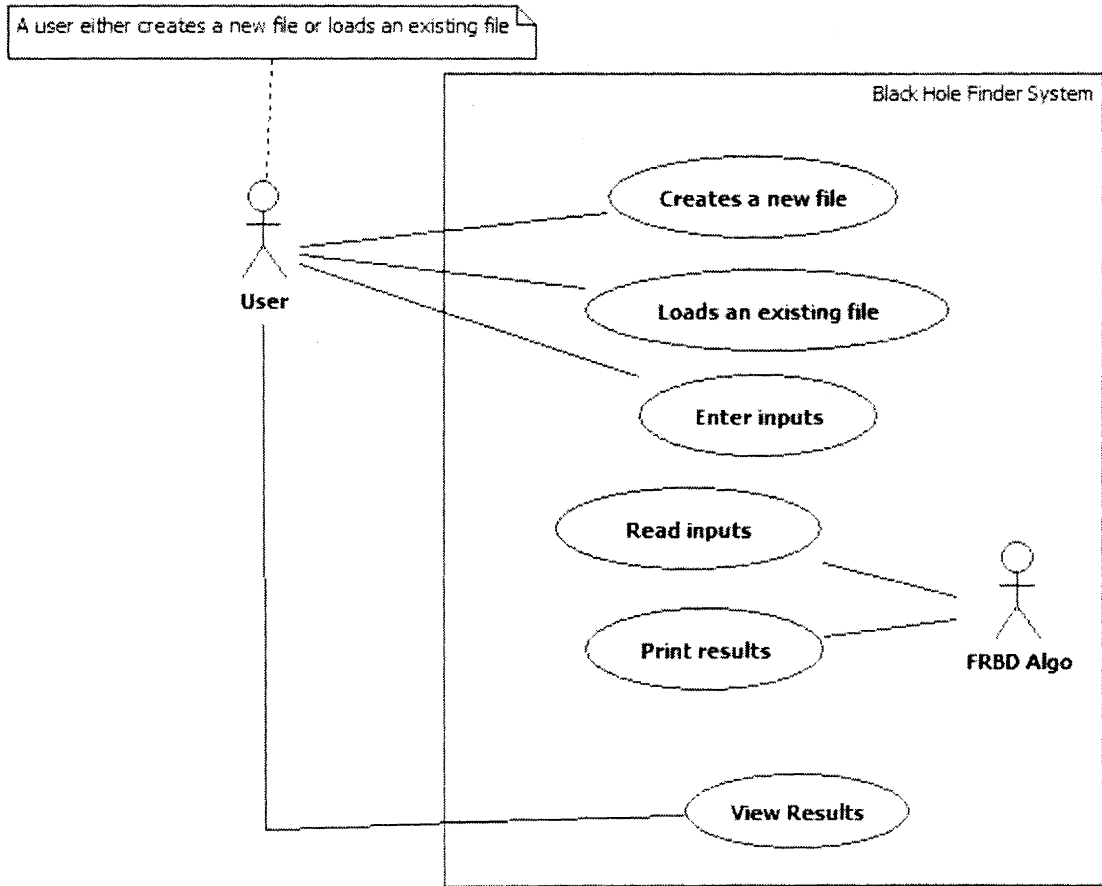 A user either creates a new file or loads an existing file
Black Hole Finder System
Creates a new file
User
Loads an existing file
Enter inputs
Read inputs
Print results
FRBD Algo
View Results